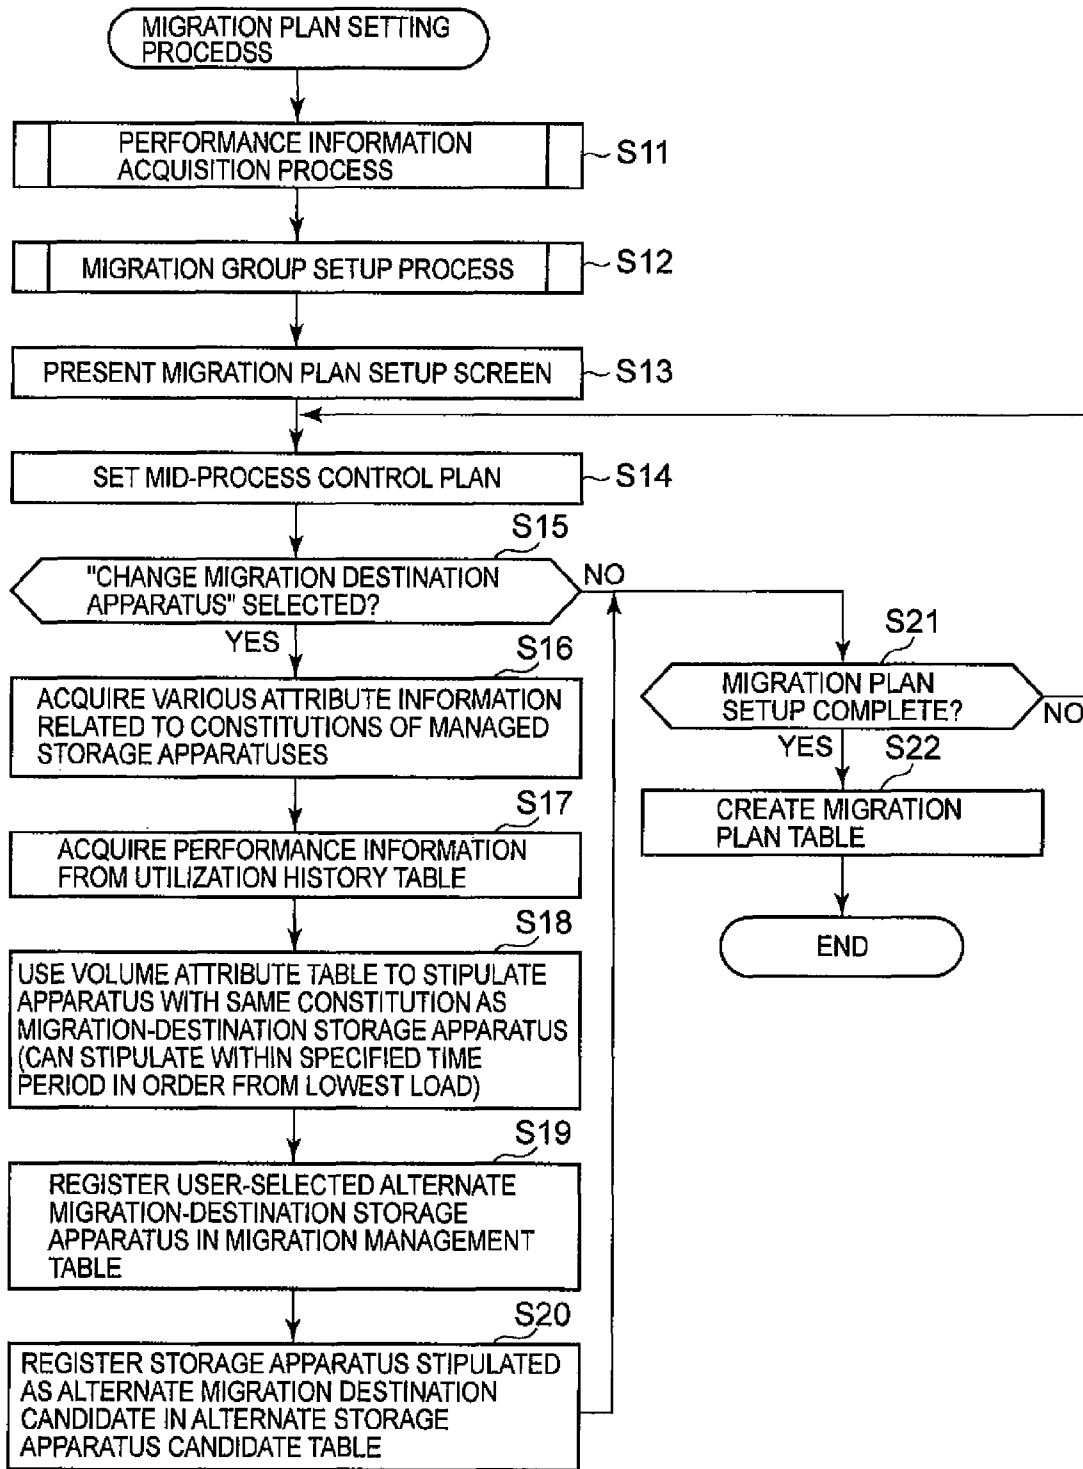 MIGRATION PLAN SETTING
PROCEDSS
PERFORMANCE INFORMATION
ACQUISITION PROCESS
S11
MIGRATION GROUP SETUP PROCESS
S12
PRESENT MIGRATION PLAN SETUP SCREEN
S13
SET MID-PROCESS CONTROL PLAN
S14
S15
"CHANGE MIGRATION DESTINATION
APPARATUS" SELECTED?
NO
YES
S16
ACQUIRE VARIOUS ATTRIBUTE INFORMATION
RELATED TO CONSTITUTIONS OF MANAGED
STORAGE APPARATUSES
S17
ACQUIRE PERFORMANCE INFORMATION
FROM UTILIZATION HISTORY TABLE
S18
USE VOLUME ATTRIBUTE TABLE TO STIPULATE
APPARATUS WITH SAME CONSTITUTION AS
MIGRATION-DESTINATION STORAGE APPARATUS
(CAN STIPULATE WITHIN SPECIFIED TIME
PERIOD IN ORDER FROM LOWEST LOAD)
S19
REGISTER USER-SELECTED ALTERNATE
MIGRATION-DESTINATION STORAGE
APPARATUS IN MIGRATION MANAGEMENT
TABLE
S20
REGISTER STORAGE APPARATUS STIPULATED
AS ALTERNATE MIGRATION DESTINATION
CANDIDATE IN ALTERNATE STORAGE
APPARATUS CANDIDATE TABLE
S21
MIGRATION PLAN
SETUP COMPLETE?
NO
YES
S22
CREATE MIGRATION
PLAN TABLE
END